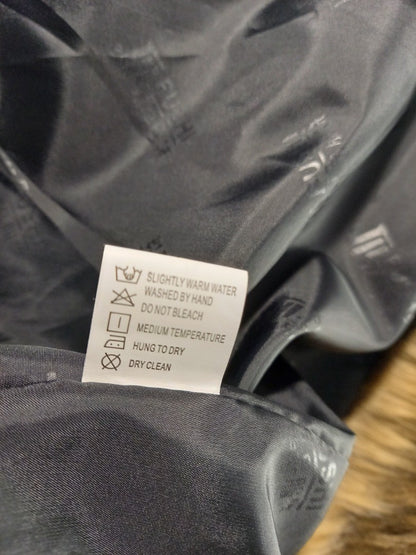 SLIGHTLY WARM WATER
WASHED BY HAND
DO NOT BLEACH
MEDIUM TEMPERATURE
HUNG TO DRY
DRY CLEAN